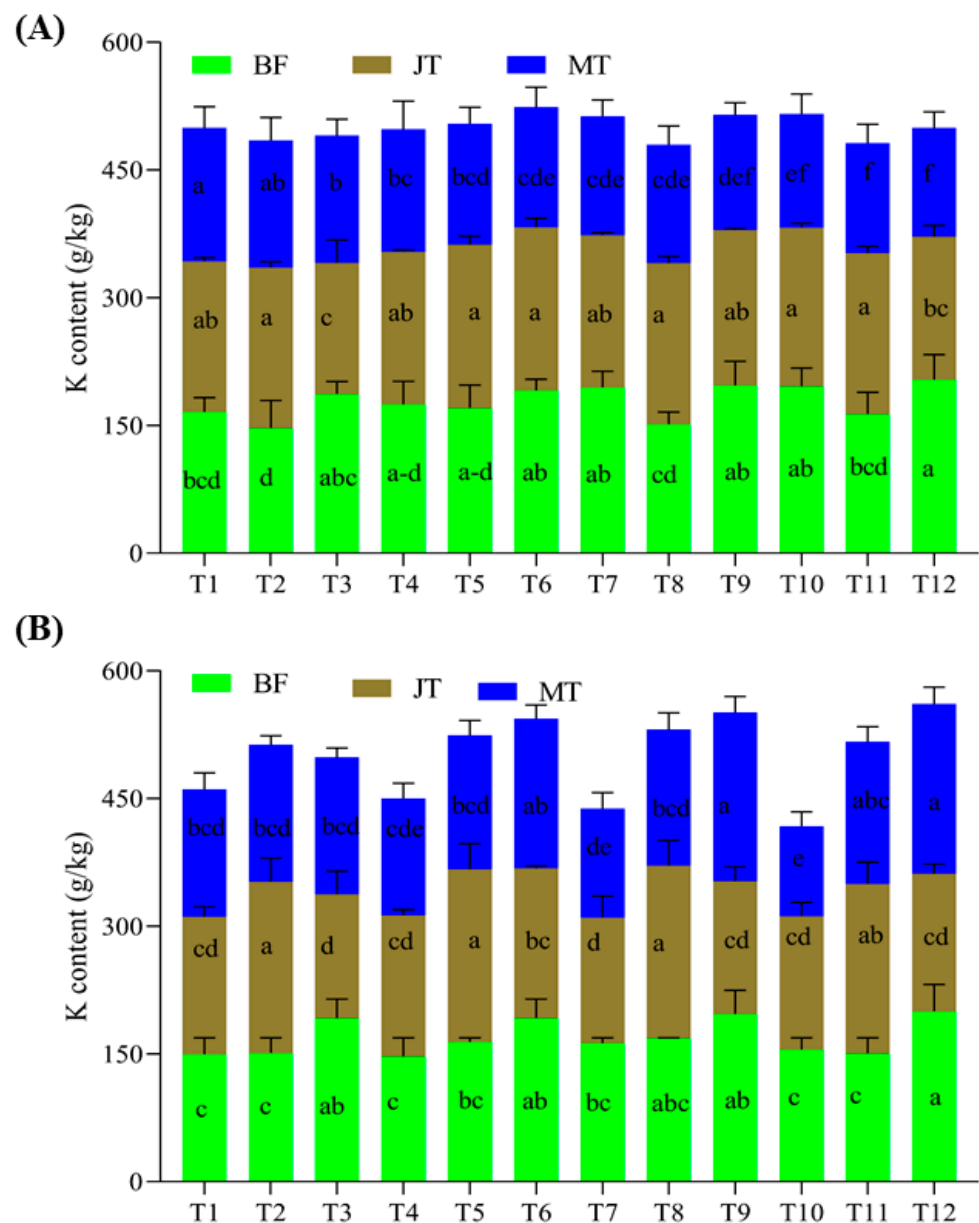 (A)
600
BF JT MT
a ab b bc bcd cde cde cde def ef f f
450
K content (g/kg)
300
ab a c ab a a ab a ab a a bc
150
bcd d abc a-d a-d ab ab cd ab ab bcd a
0
T1 T2 T3 T4 T5 T6 T7 T8 T9 T10 T11 T12
(B)
600
BF JT MT
bcd bcd bcd cde bcd ab de bcd a e abc a
450
K content (g/kg)
300
cd a d cd a bc d a cd cd ab cd
150
c c ab c bc ab bc abc ab c c a
0
T1 T2 T3 T4 T5 T6 T7 T8 T9 T10 T11 T12